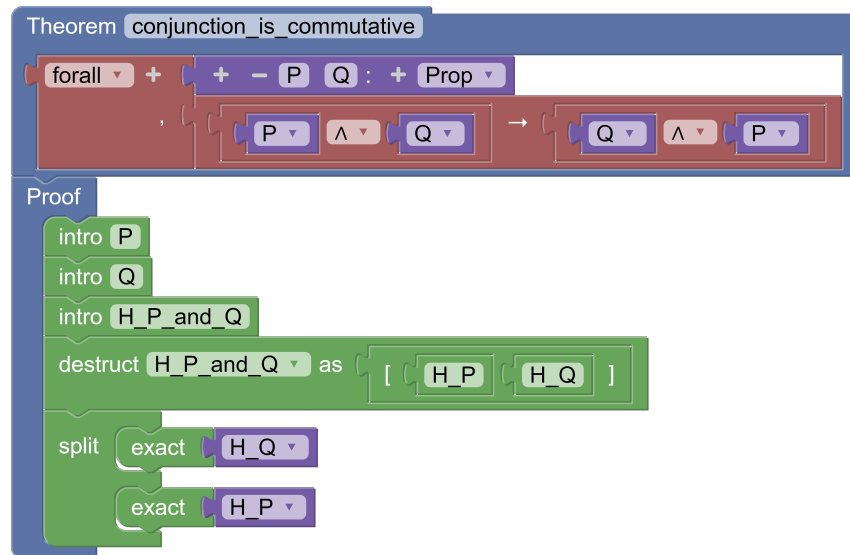 Theorem conjunction_is_commutative
forall + + − P Q : + Prop
, P ∧ Q → Q ∧ P
Proof
intro P
intro Q
intro H_P_and_Q
destruct H_P_and_Q as [ H_P H_Q ]
split exact H_Q
exact H_P